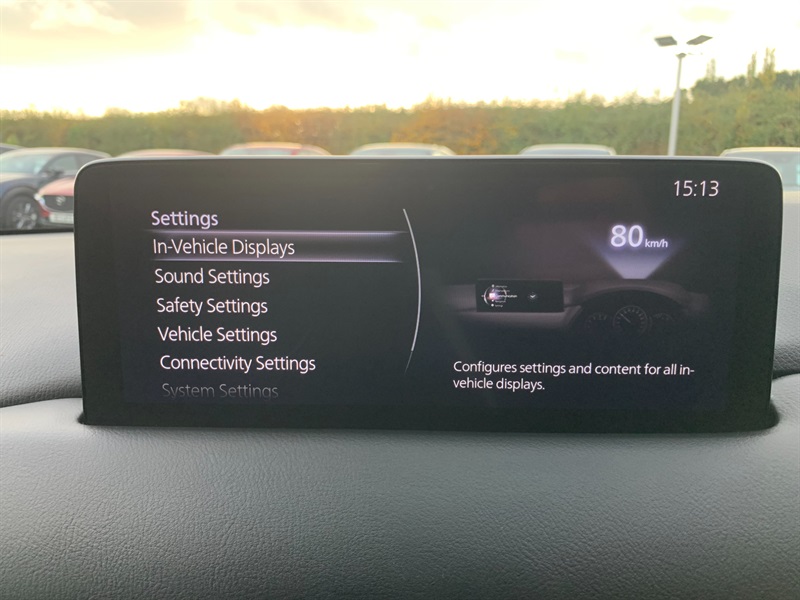 15:13
Settings
In-Vehicle Displays
Sound Settings
Safety Settings
Vehicle Settings
Connectivity Settings
System Settings
80 km/h
Configures settings and content for all in-
vehicle displays.